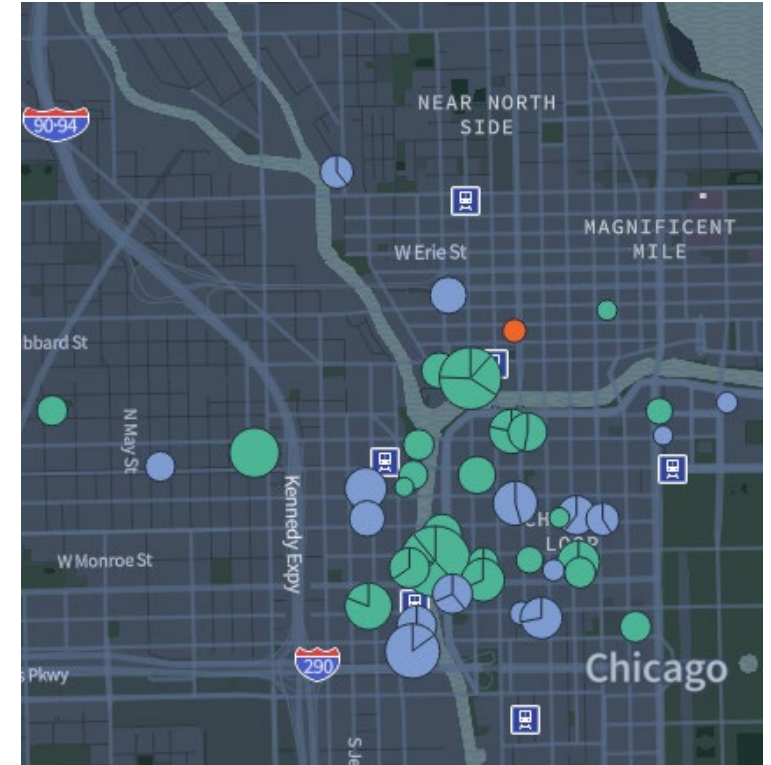 NEAR NORTH
SIDE
90-94
MAGNIFICENT
MILE
W Erie St
bbard St
N May St
Kennedy Expy
W Monroe St
290
Chicago
s Pkwy
S Je